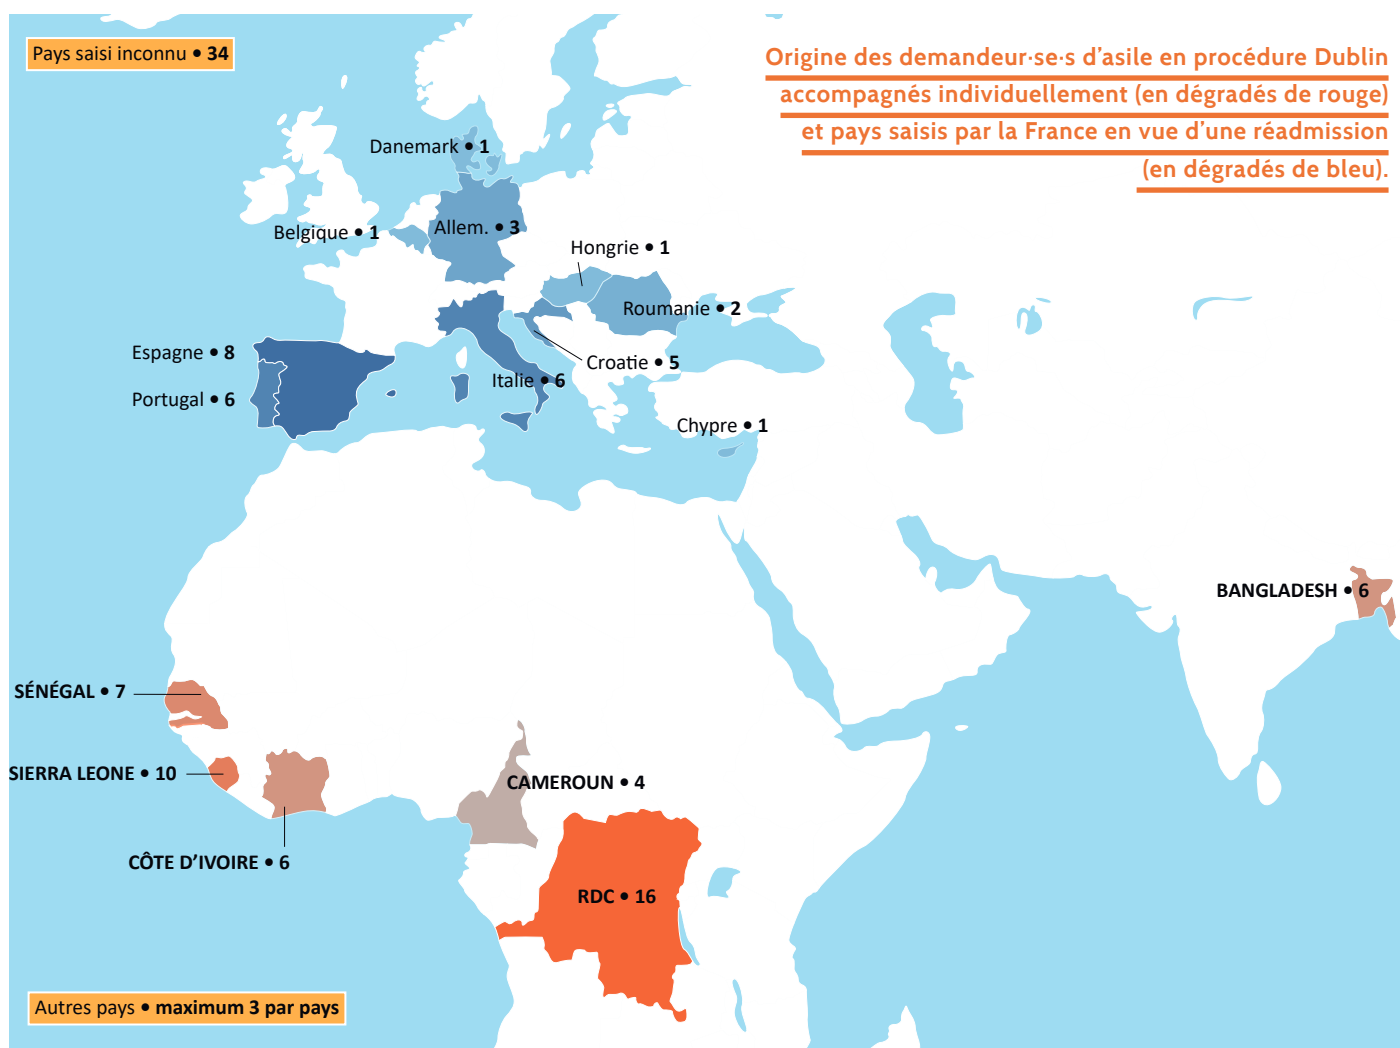 Pays saisi inconnu • 34
Origine des demandeur·se·s d’asile en procédure Dublin
accompagnés individuellement (en dégradés de rouge)
et pays saisis par la France en vue d’une réadmission
(en dégradés de bleu).
Danemark • 1
Belgique • 1
Allem. • 3
Hongrie • 1
Roumanie • 2
Espagne • 8
Croatie • 5
Italie • 6
Portugal • 6
Chypre • 1
BANGLADESH • 6
SÉNÉGAL • 7
SIERRA LEONE • 10
CAMEROUN • 4
CÔTE D’IVOIRE • 6
RDC • 16
Autres pays • maximum 3 par pays